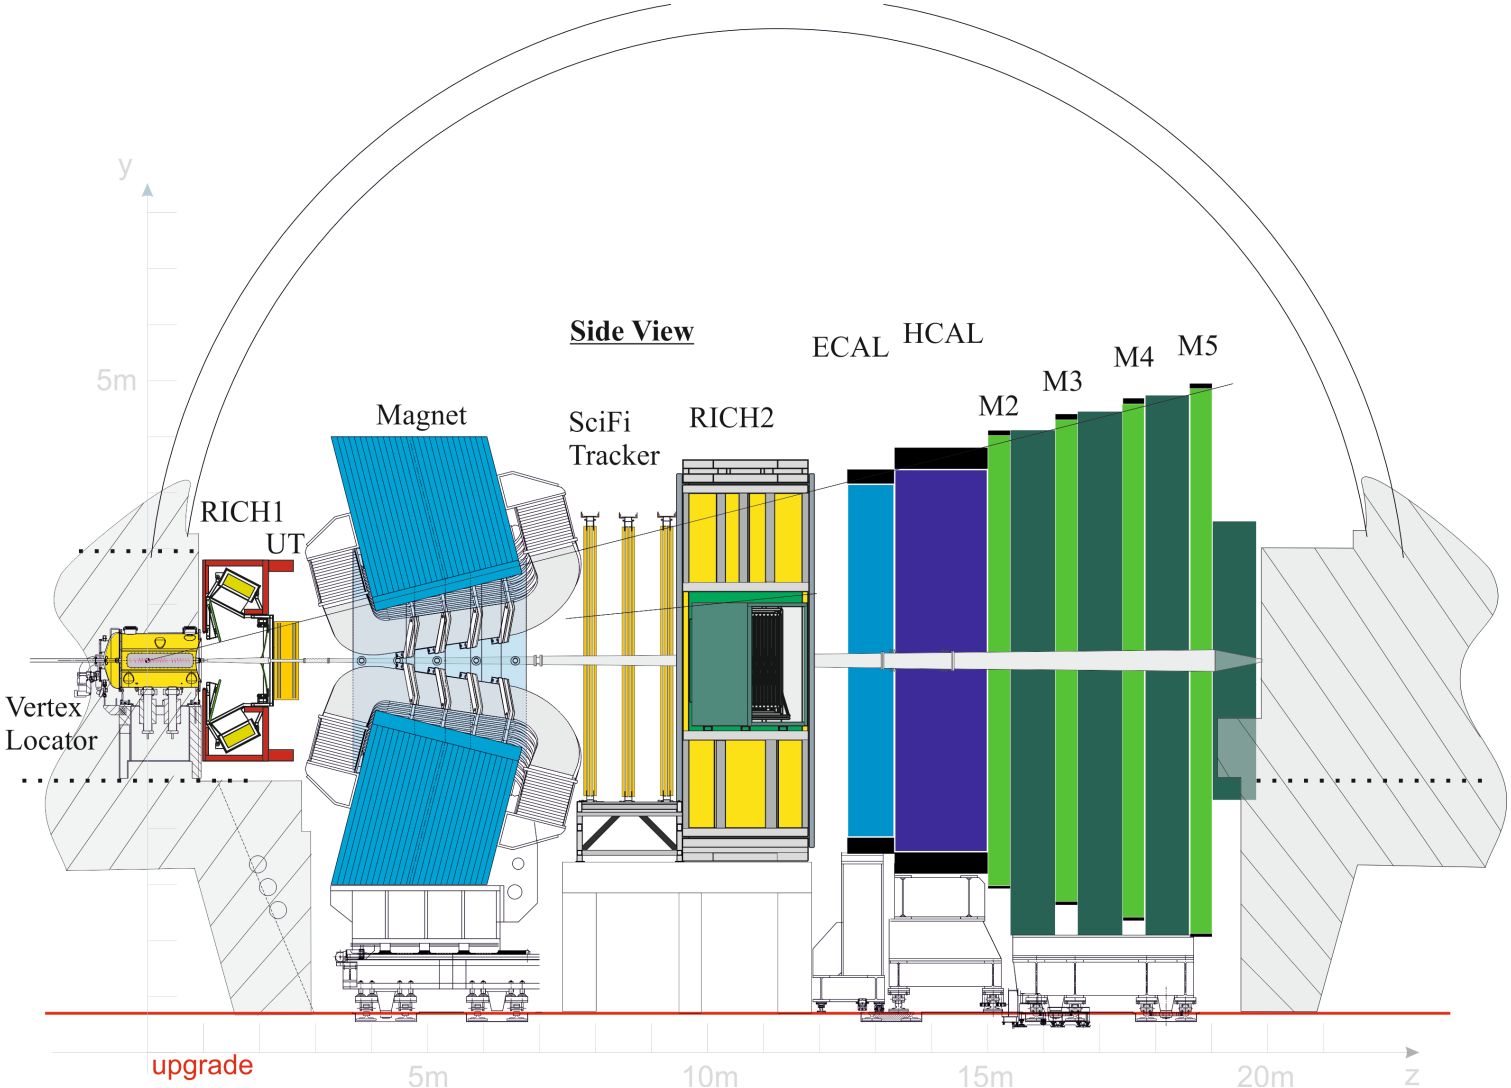 y
Side View
ECAL
HCAL
M5
M4
5m
M3
M2
Magnet
SciFi
Tracker
RICH2
RICH1
UT
Vertex
Locator
upgrade
5m
10m
15m
20m
z